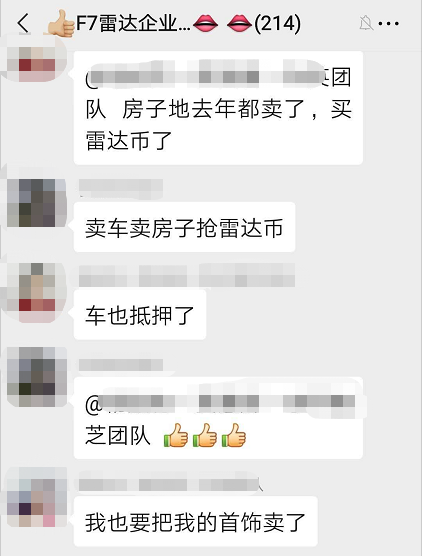 F7雷达企业...(214)
@
团
队 房子地去年都卖了，买
雷达币了
卖车卖房子抢雷达币
车也抵押了
@
芝团队
我也要把我的首饰卖了